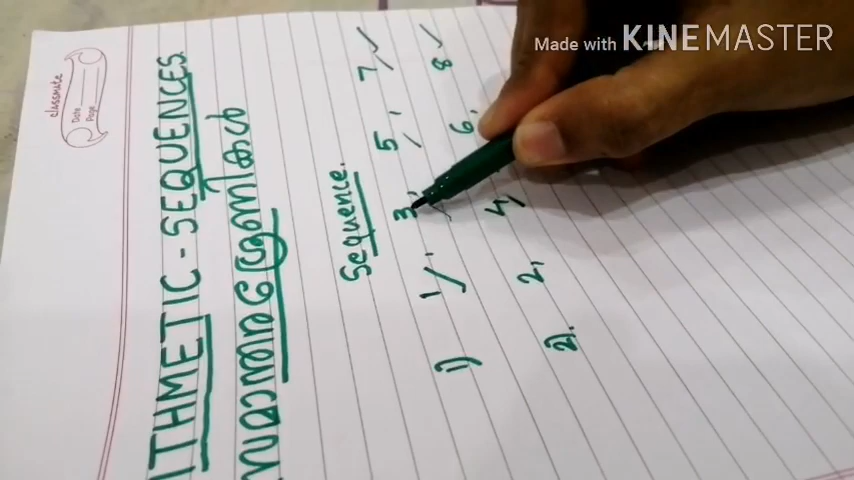 Made with KINEMASTER
classmate
Date
Page
ITHMETIC - SEQUENCES.
സമാന്തരശ്രേണികൾ
Sequence.
1) 1, 3, 5, 7
2). 2, 4, 6, 8